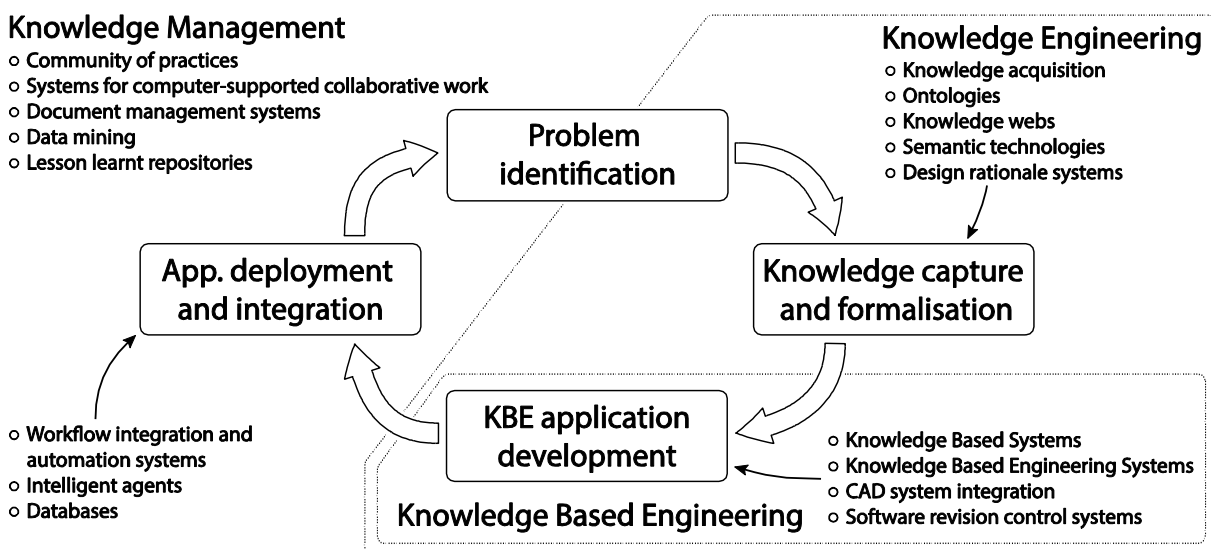 Knowledge Management
Community of practices
Systems for computer-supported collaborative work
Document management systems
Data mining
Lesson learnt repositories
Knowledge Engineering
Knowledge acquisition
Ontologies
Knowledge webs
Semantic technologies
Design rationale systems
Problem
identification
Knowledge capture
and formalisation
App. deployment
and integration
KBE application
development
Workflow integration and
automation systems
Intelligent agents
Databases
Knowledge Based Systems
Knowledge Based Engineering Systems
CAD system integration
Software revision control systems
Knowledge Based Engineering